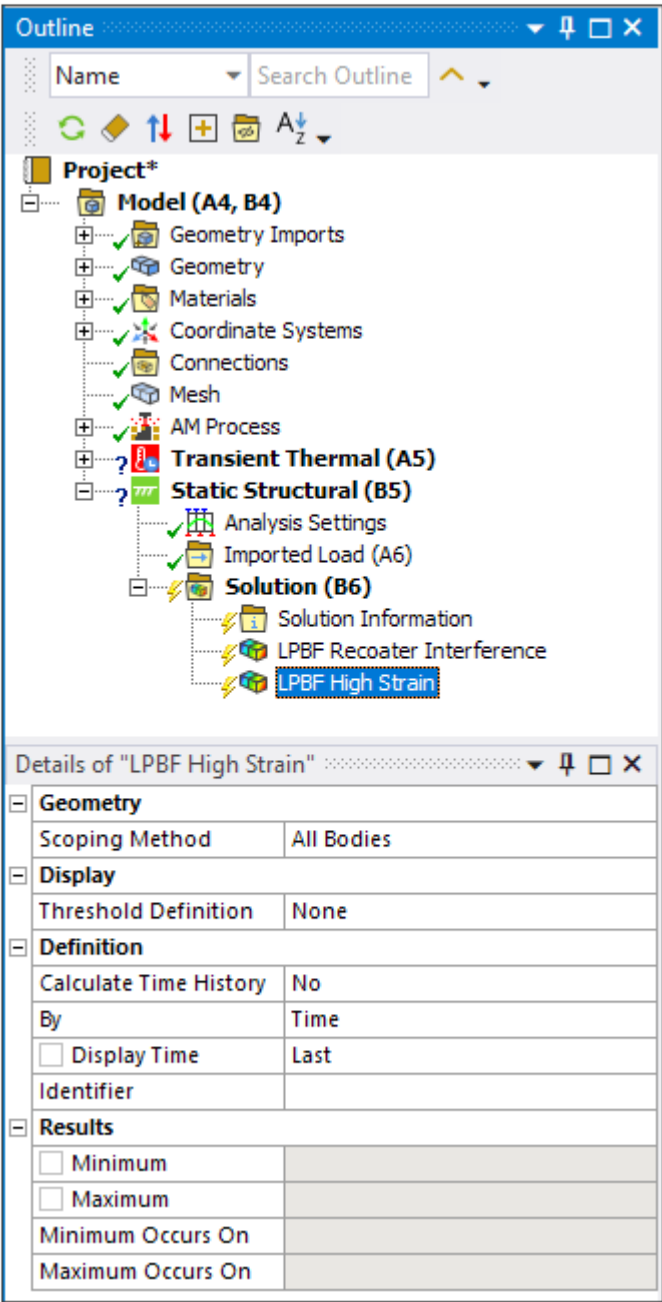 Outline
Name Search Outline
Project*
Model (A4, B4)
Geometry Imports
Geometry
Materials
Coordinate Systems
Connections
Mesh
AM Process
Transient Thermal (A5)
Static Structural (B5)
Analysis Settings
Imported Load (A6)
Solution (B6)
Solution Information
LPBF Recoater Interference
LPBF High Strain
Details of "LPBF High Strain"
Geometry
Scoping Method All Bodies
Display
Threshold Definition None
Definition
Calculate Time History No
By Time
Display Time Last
Identifier
Results
Minimum
Maximum
Minimum Occurs On
Maximum Occurs On